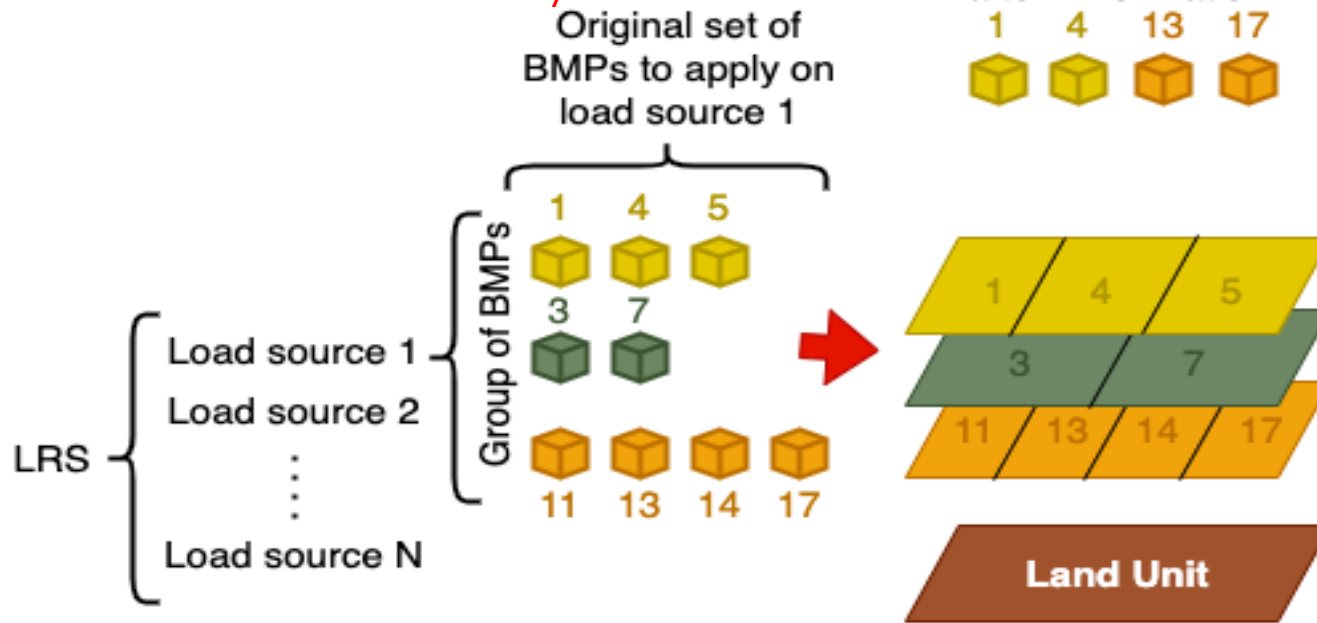 Original set of
BMPs to apply on
load source 1
1 4 13 17
1 4 5
Group of BMPs
3 7
11 13 14 17
LRS
Load source 1
Load source 2
Load source N
1 4 5
3 7
11 13 14 17
Land Unit